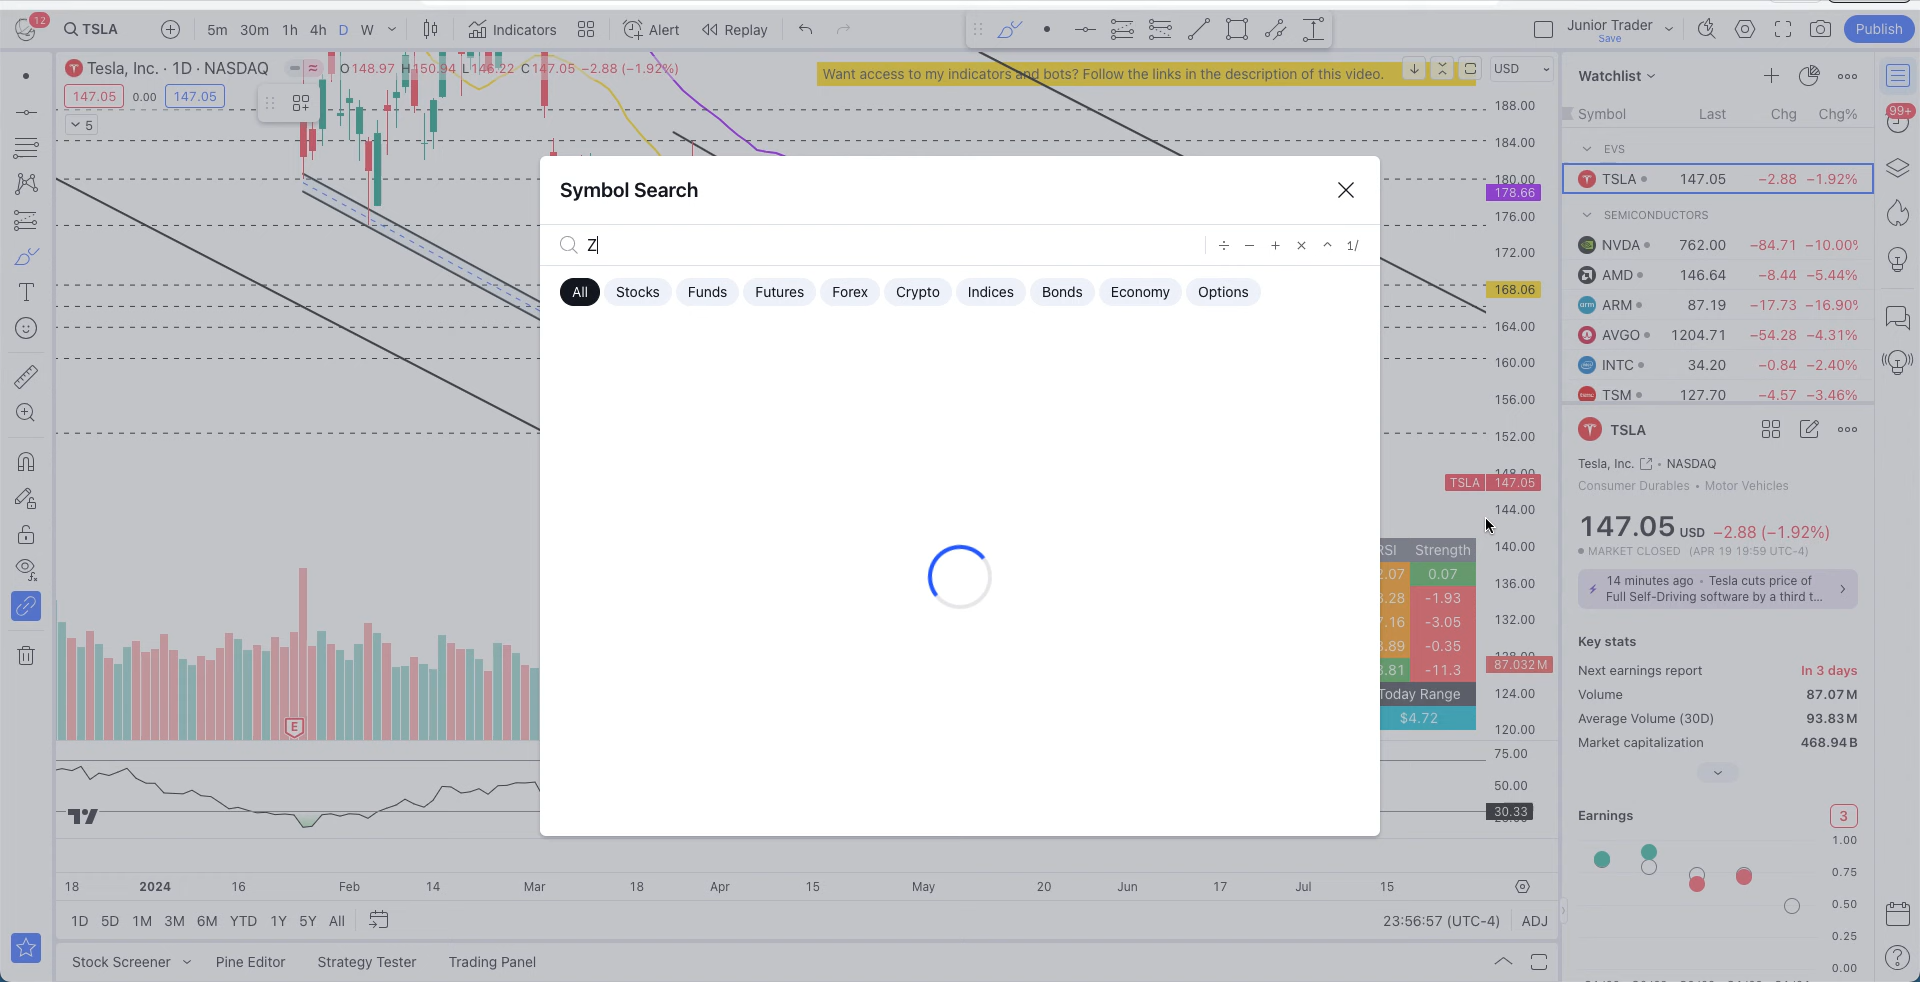 12
TSLA
5m 30m 1h 4h D W
Indicators
Alert
Replay
Junior Trader
Save
Publish
Tesla, Inc. · 1D · NASDAQ
O148.97 H150.94 L146.22 C147.05 −2.88 (−1.92%)
147.05 0.00 147.05
5
Want access to my indicators and bots? Follow the links in the description of this video.
USD
188.00
184.00
180.00
178.66
176.00
172.00
168.06
164.00
160.00
156.00
152.00
148.00
TSLA 147.05
144.00
140.00
136.00
132.00
87.032M
124.00
120.00
75.00
50.00
30.33
Symbol Search
Z
÷ − + × ^ 1/
All Stocks Funds Futures Forex Crypto Indices Bonds Economy Options
RSI Strength
2.07 0.07
-1.93
7.16 -3.05
-0.35
-11.3
Today Range
$4.72
E
18 2024 16 Feb 14 Mar 18 Apr 15 May 20 Jun 17 Jul 15
1D 5D 1M 3M 6M YTD 1Y 5Y All
23:56:57 (UTC-4) ADJ
Stock Screener Pine Editor Strategy Tester Trading Panel
Watchlist
Symbol Last Chg Chg%
EVS
TSLA 147.05 −2.88 −1.92%
SEMICONDUCTORS
NVDA 762.00 −84.71 −10.00%
AMD 146.64 −8.44 −5.44%
ARM 87.19 −17.73 −16.90%
AVGO 1204.71 −54.28 −4.31%
INTC 34.20 −0.84 −2.40%
TSM 127.70 −4.57 −3.46%
TSLA
Tesla, Inc. • NASDAQ
Consumer Durables • Motor Vehicles
147.05 USD −2.88 (−1.92%)
MARKET CLOSED (APR 19 19:59 UTC-4)
14 minutes ago • Tesla cuts price of
Full Self-Driving software by a third t...
Key stats
Next earnings report In 3 days
Volume 87.07M
Average Volume (30D) 93.83M
Market capitalization 468.94B
Earnings 3
1.00
0.75
0.50
0.25
0.00
99+